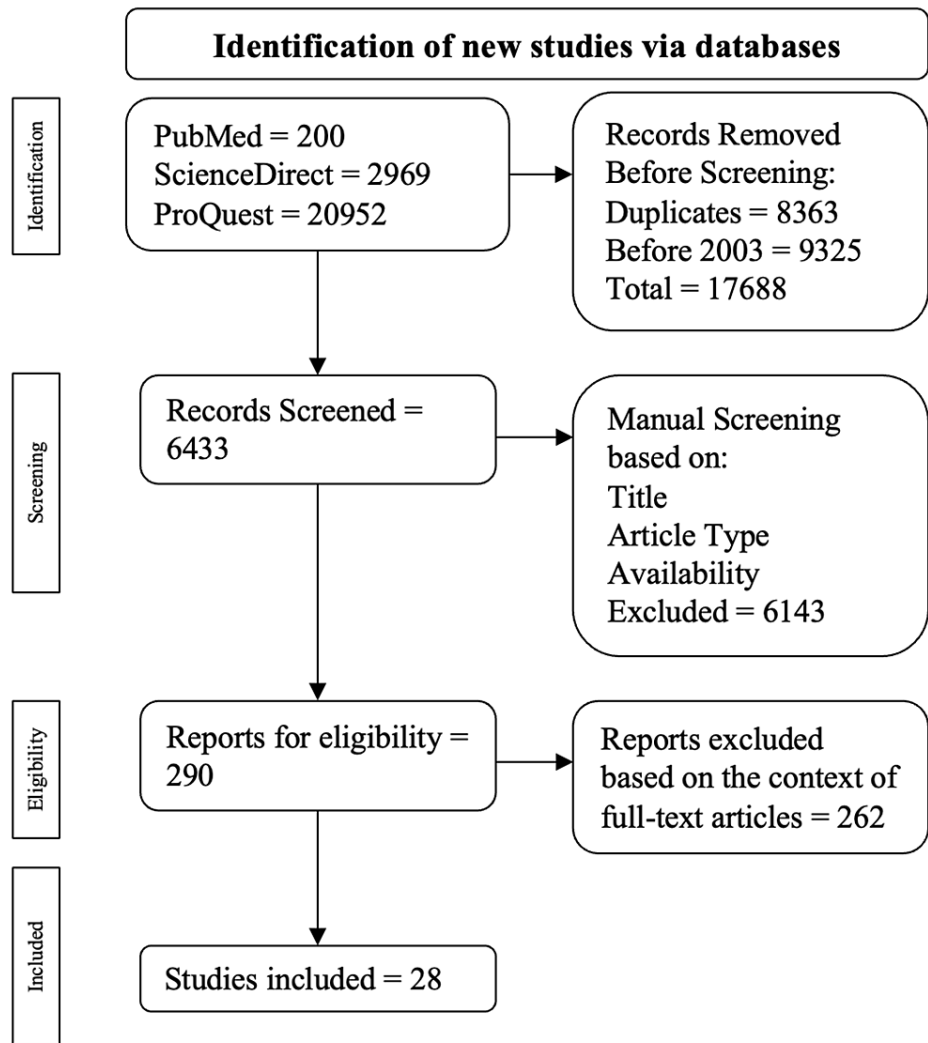 Identification of new studies via databases
Identification
PubMed = 200
ScienceDirect = 2969
ProQuest = 20952
Records Removed
Before Screening:
Duplicates = 8363
Before 2003 = 9325
Total = 17688
Screening
Records Screened =
6433
Manual Screening
based on:
Title
Article Type
Availability
Excluded = 6143
Eligibility
Reports for eligibility =
290
Reports excluded
based on the context of
full-text articles = 262
Included
Studies included = 28